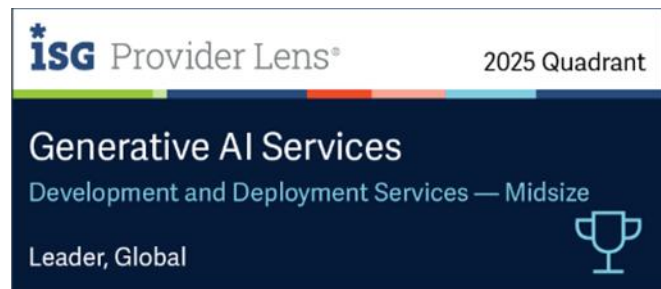 isg Provider Lens®
2025 Quadrant
Generative AI Services
Development and Deployment Services — Midsize
Leader, Global